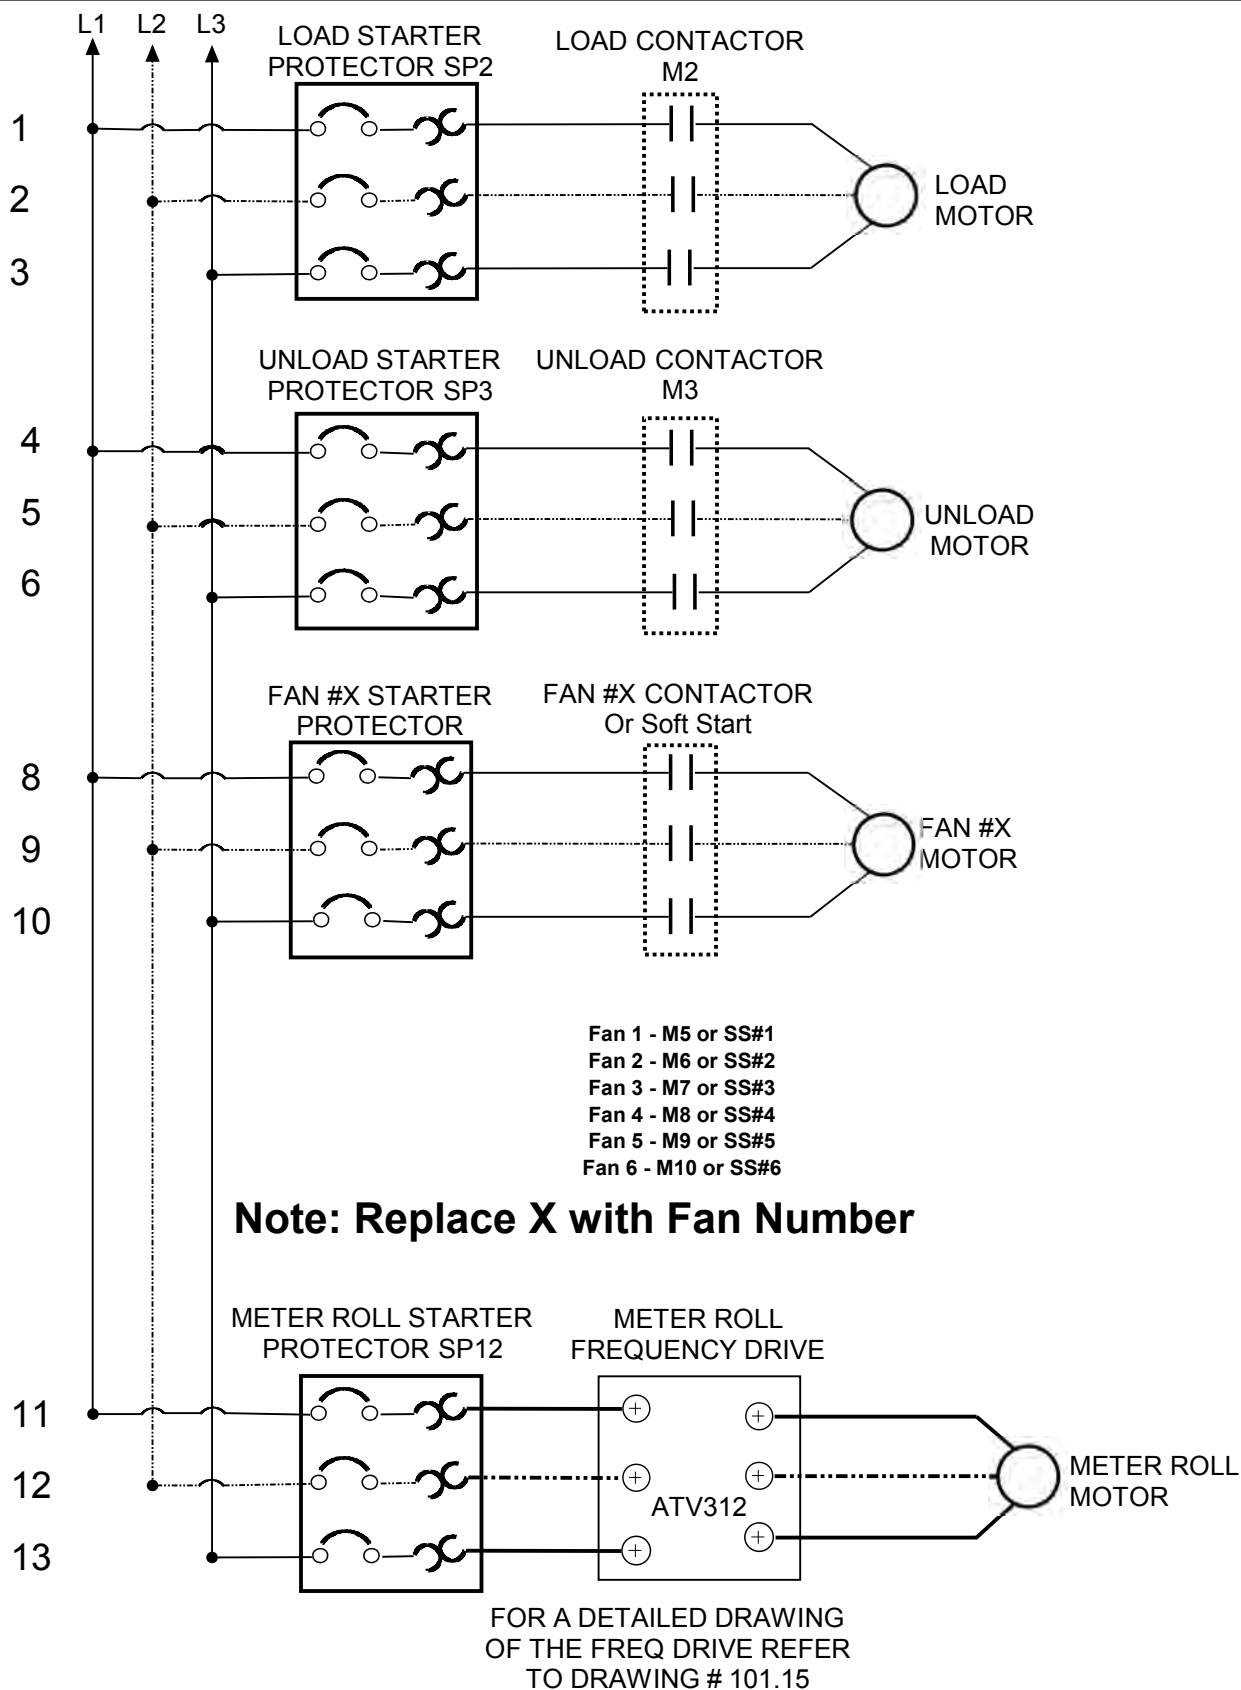 L1 L2 L3
LOAD STARTER
PROTECTOR SP2
LOAD CONTACTOR
M2
1
2
3
LOAD
MOTOR
UNLOAD STARTER
PROTECTOR SP3
UNLOAD CONTACTOR
M3
4
5
6
UNLOAD
MOTOR
FAN #X STARTER
PROTECTOR
FAN #X CONTACTOR
Or Soft Start
8
9
10
FAN #X
MOTOR
Fan 1 - M5 or SS#1
Fan 2 - M6 or SS#2
Fan 3 - M7 or SS#3
Fan 4 - M8 or SS#4
Fan 5 - M9 or SS#5
Fan 6 - M10 or SS#6
Note: Replace X with Fan Number
METER ROLL STARTER
PROTECTOR SP12
METER ROLL
FREQUENCY DRIVE
11
12
13
ATV312
METER ROLL
MOTOR
FOR A DETAILED DRAWING
OF THE FREQ DRIVE REFER
TO DRAWING # 101.15